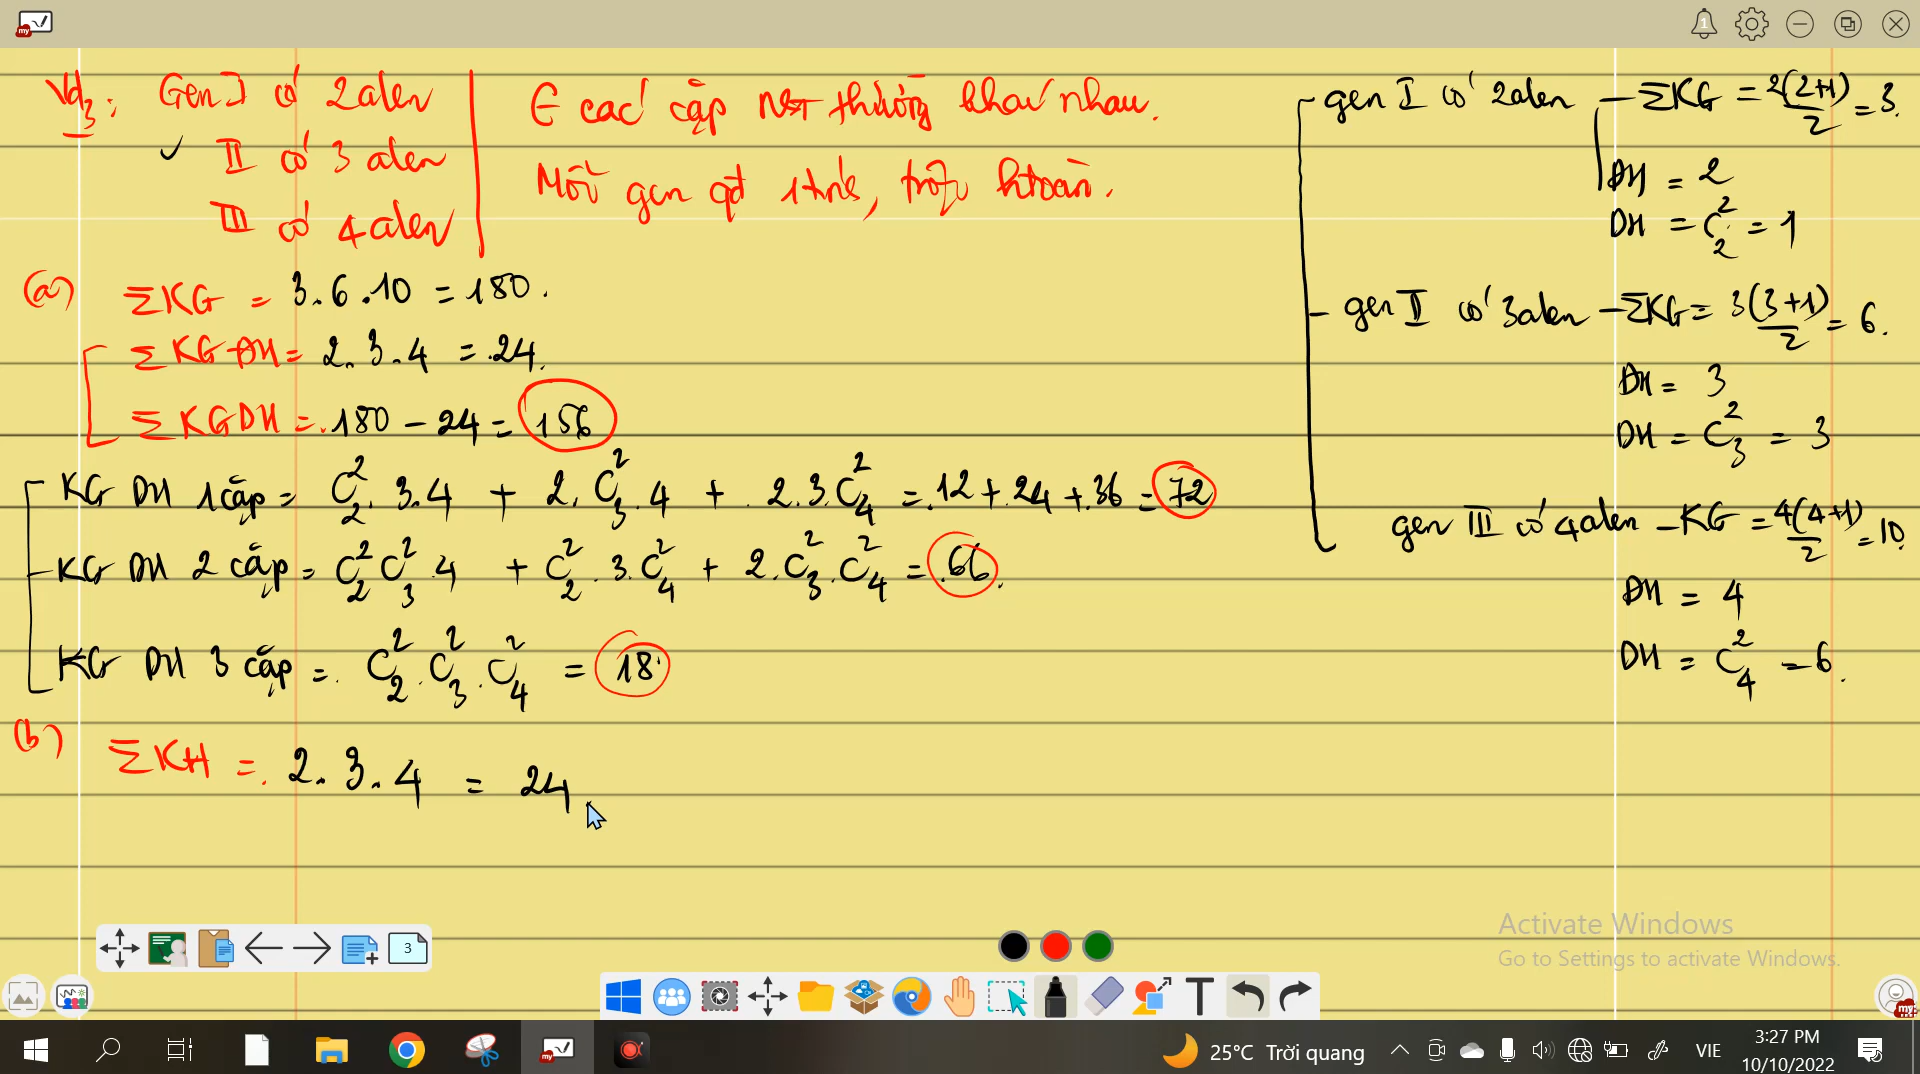 Vd3: Gen I có 2 alen
II có 3 alen
III có 4 alen
∈ các cặp NST thường khác nhau.
Mỗi gen qđ 1 tính, trội htoàn.
(a) ΣKG = 3.6.10 = 180.
ΣKG ĐH = 2.3.4 = 24.
ΣKG DH = 180 - 24 = 156
KG DH 1 cặp = C²₂.3.4 + 2.C²₃.4 + 2.3.C²₄ = 12 + 24 + 36 = 72
KG DH 2 cặp = C²₂C²₃.4 + C²₂.3.C²₄ + 2.C²₃.C²₄ = 66.
KG DH 3 cặp = C²₂.C²₃.C²₄ = 18
(b) ΣKH = 2.3.4 = 24
- gen I có 2 alen - ΣKG = 2(2+1)/2 = 3.
ĐH = 2
DH = C²₂ = 1
- gen II có 3 alen - ΣKG = 3(3+1)/2 = 6.
ĐH = 3
DH = C²₃ = 3
gen III có 4 alen - KG = 4(4+1)/2 = 10.
ĐH = 4
DH = C²₄ = 6.
3
Activate Windows
Go to Settings to activate Windows.
25°C Trời quang
VIE
3:27 PM
10/10/2022